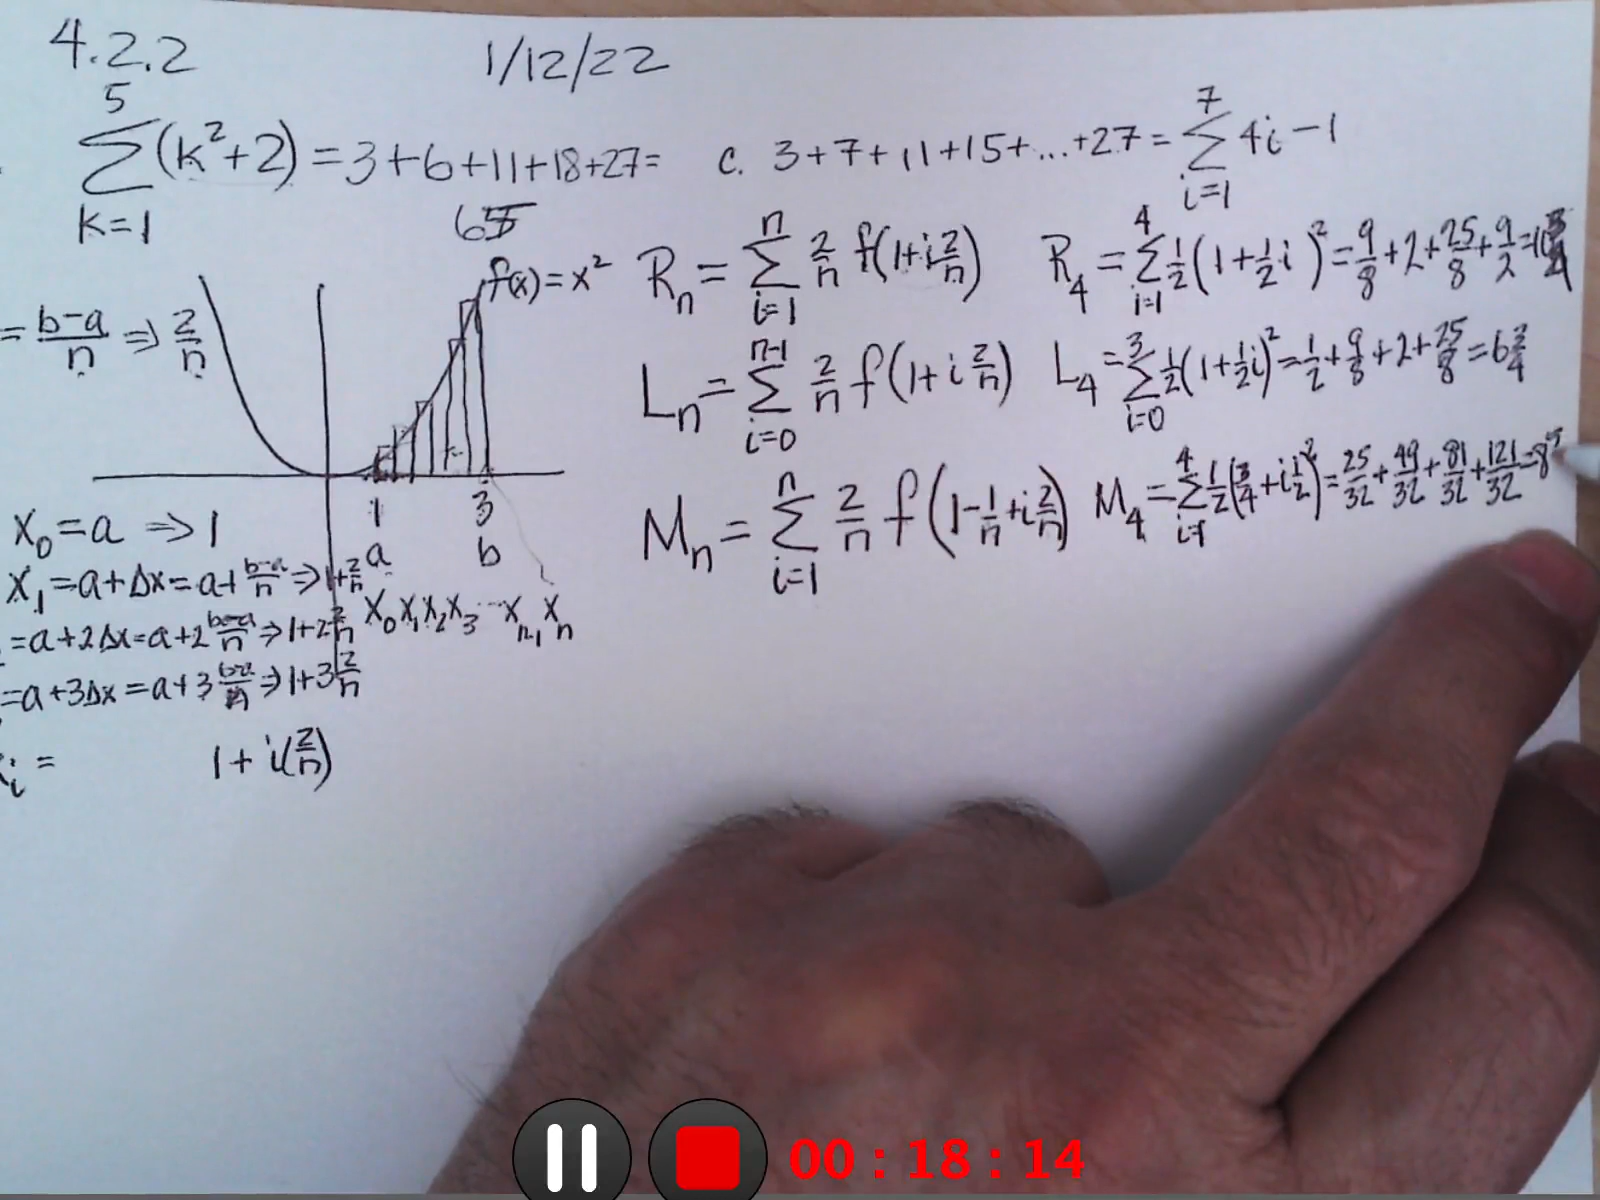 4.2.2
1/12/22
5
∑(k²+2) = 3+6+11+18+27=
k=1
65
c. 3+7+11+15+...+27 = ∑ 4i-1
7
i=1
f(x)=x²
= b-a/n ⇒ 2/n
1 3
a b
x₀ x₁ x₂ x₃ ... xₙ₋₁ xₙ
x₀ = a ⇒ 1
x₁ = a+Δx = a+ b-a/n ⇒ 1+ 2/n
= a+2Δx = a+2 b-a/n ⇒ 1+2 2/n
= a+3Δx = a+3 b-a/n ⇒ 1+3 2/n
i = 1+i(2/n)
n
Rₙ = ∑ 2/n f(1+i 2/n)
i=1
n-1
Lₙ = ∑ 2/n f(1+i 2/n)
i=0
n
Mₙ = ∑ 2/n f(1- 1/n +i 2/n)
i=1
4
R₄ = ∑ 1/2 (1+ 1/2 i)² = 9/8 + 2 + 25/8 + 9/2 =
i=1
3
L₄ = ∑ 1/2 (1+ 1/2 i)² = 1/2 + 9/8 + 2 + 25/8 = 6 3/4
i=0
4
M₄ = ∑ 1/2 (3/4 + i 1/2)² = 25/32 + 49/32 + 81/32 + 121/32 = 8
i=1
00 : 18 : 14